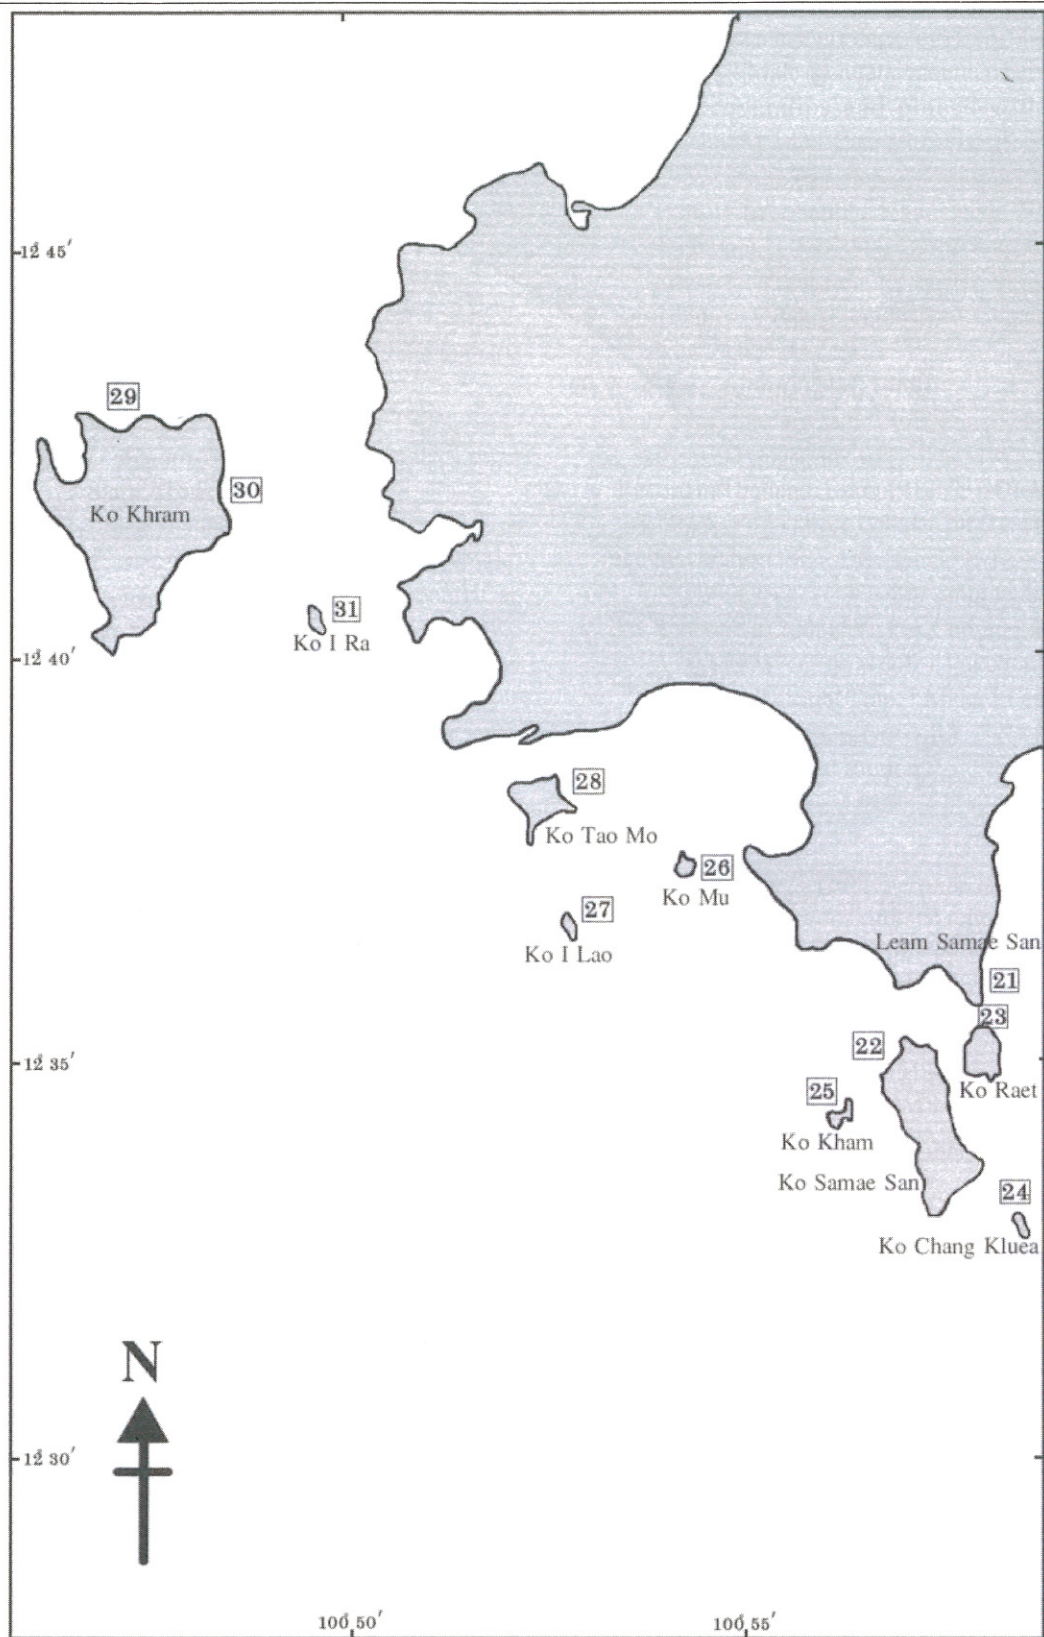 12° 45′
29
30
Ko Khram
31
Ko I Ra
12° 40′
28
Ko Tao Mo
26
Ko Mu
27
Ko I Lao
Leam Samae San
21
23
22
12° 35′
Ko Raet
25
Ko Kham
Ko Samae San
24
Ko Chang Kluea
N
12° 30′
100° 50′
100° 55′